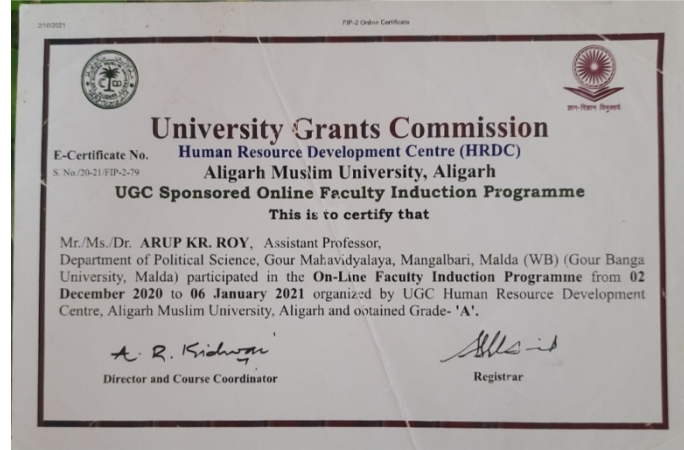 2/10/2021
FIP-2 Online Certificate
ज्ञान-विज्ञान विमुक्तये
University Grants Commission
Human Resource Development Centre (HRDC)
E-Certificate No.
S. No./20-21/FIP-2-79
Aligarh Muslim University, Aligarh
UGC Sponsored Online Faculty Induction Programme
This is to certify that
Mr./Ms./Dr. ARUP KR. ROY, Assistant Professor,
Department of Political Science, Gour Mahavidyalaya, Mangalbari, Malda (WB) (Gour Banga
University, Malda) participated in the On-Line Faculty Induction Programme from 02
December 2020 to 06 January 2021 organized by UGC Human Resource Development
Centre, Aligarh Muslim University, Aligarh and obtained Grade- 'A'.
A. R. Kidwai
Director and Course Coordinator
Registrar